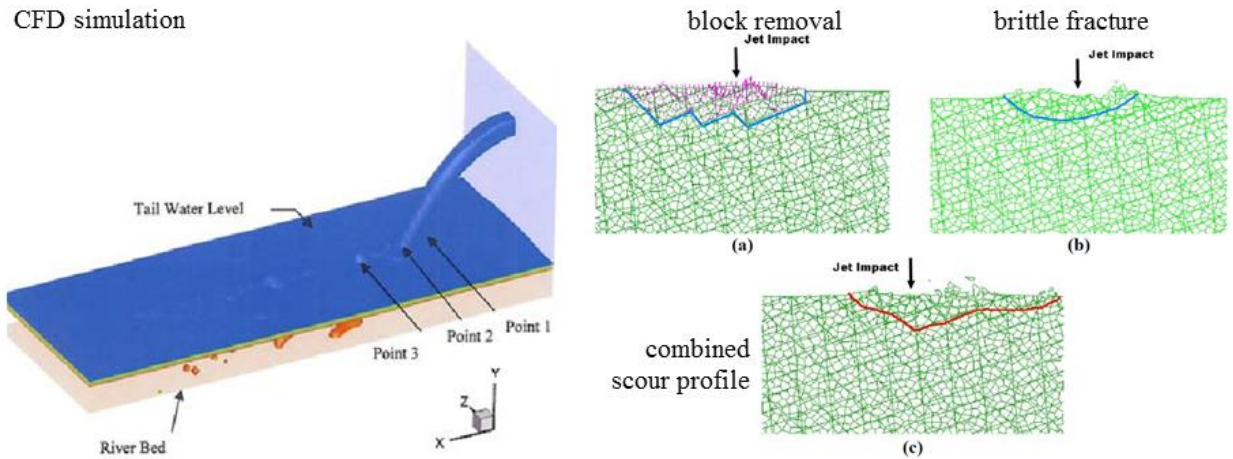 CFD simulation
Tail Water Level
Point 1
Point 2
Point 3
River Bed
Y
Z
X
block removal
Jet Impact
(a)
brittle fracture
Jet Impact
(b)
Jet Impact
combined
scour profile
(c)